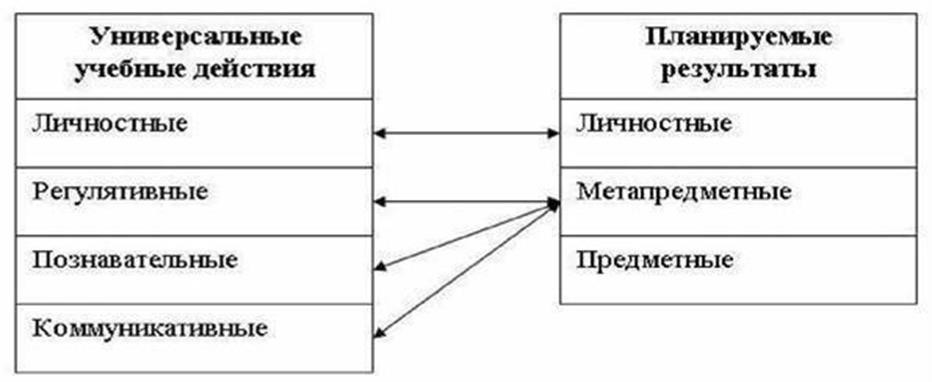 Универсальные
учебные действия
Личностные
Регулятивные
Познавательные
Коммуникативные
Планируемые
результаты
Личностные
Метапредметные
Предметные